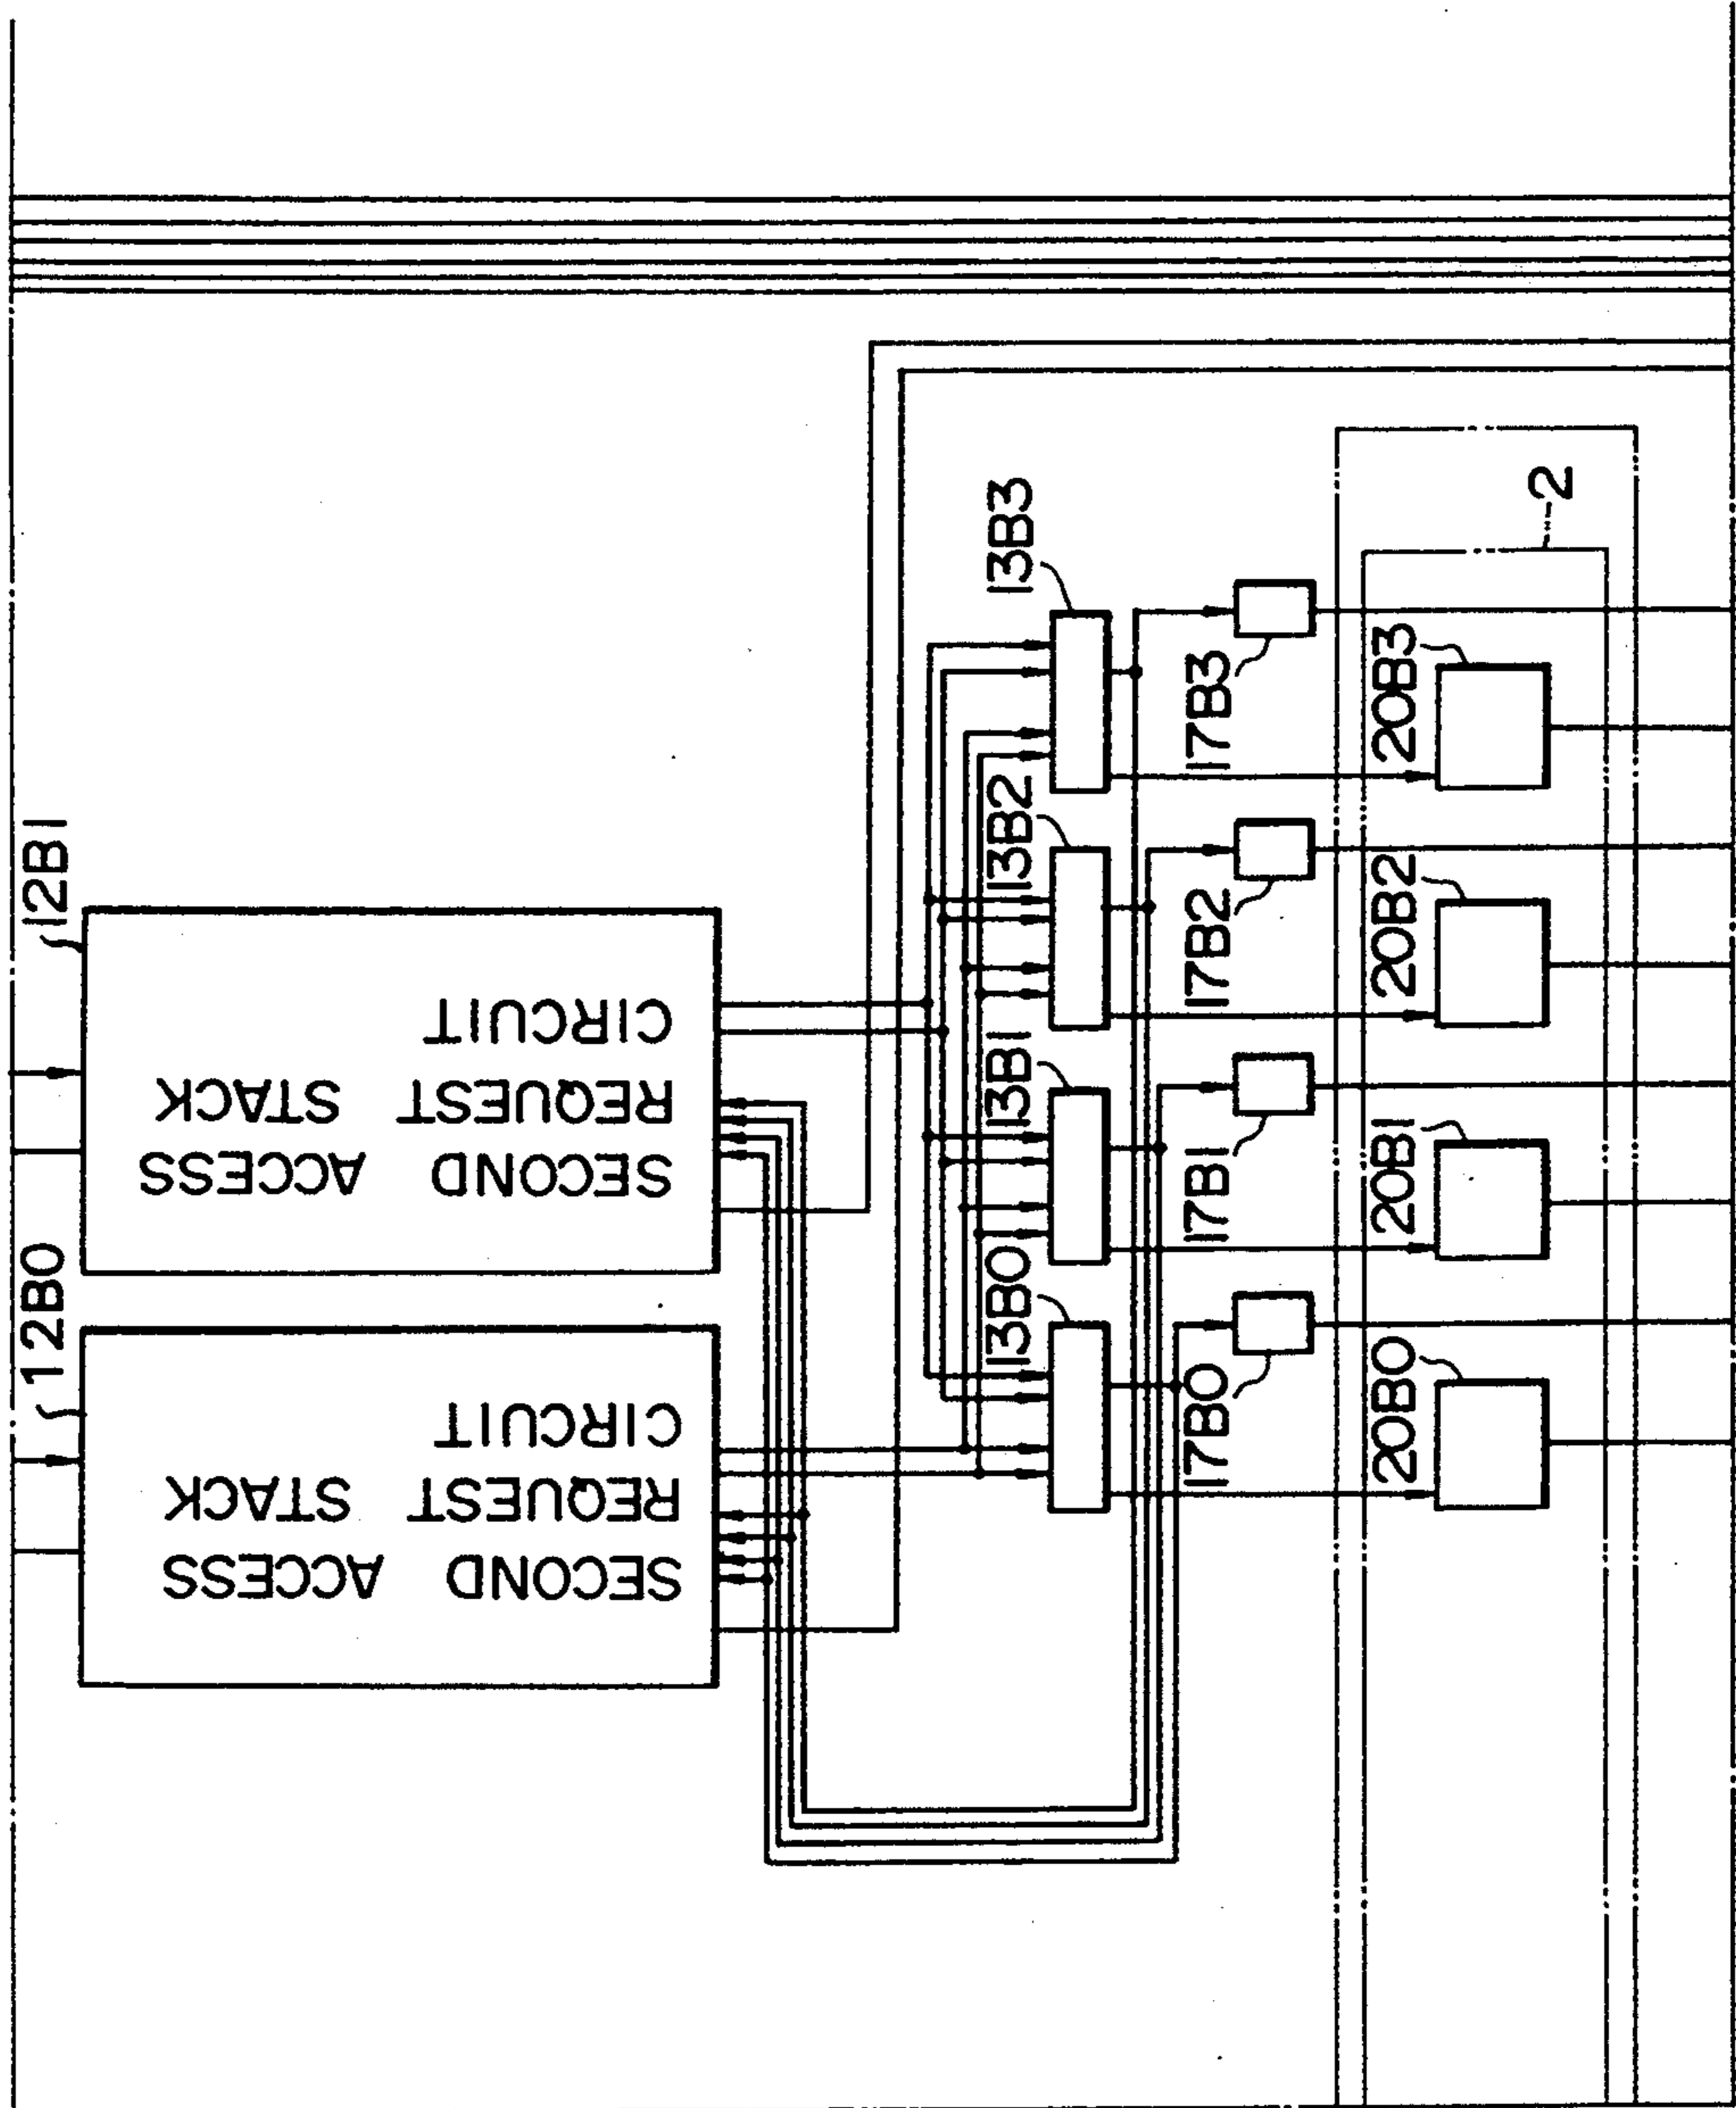 12B0
SECOND ACCESS
REQUEST STACK
CIRCUIT
12B1
SECOND ACCESS
REQUEST STACK
CIRCUIT
13B0
13B1
13B2
13B3
17B0
17B1
17B2
17B3
20B0
20B1
20B2
20B3
2